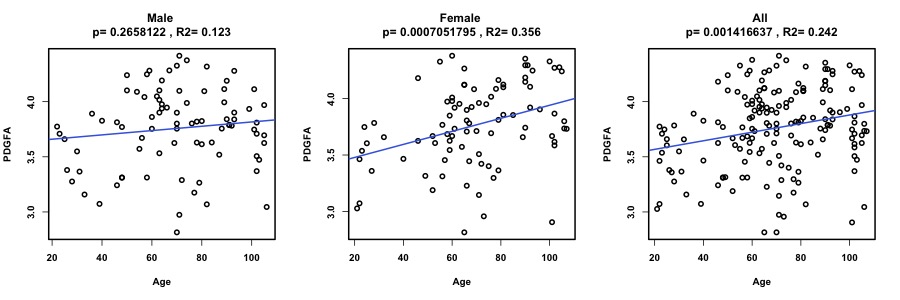 Male
p= 0.2658122 , R2= 0.123
PDGFA
4.0
3.5
3.0
20 40 60 80 100
Age
Female
p= 0.0007051795 , R2= 0.356
PDGFA
4.0
3.5
3.0
20 40 60 80 100
Age
All
p= 0.001416637 , R2= 0.242
PDGFA
4.0
3.5
3.0
20 40 60 80 100
Age